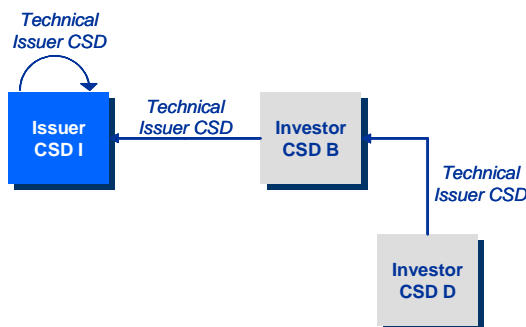 Technical
Issuer CSD
Issuer
CSD I
Technical
Issuer CSD
Investor
CSD B
Technical
Issuer CSD
Investor
CSD D